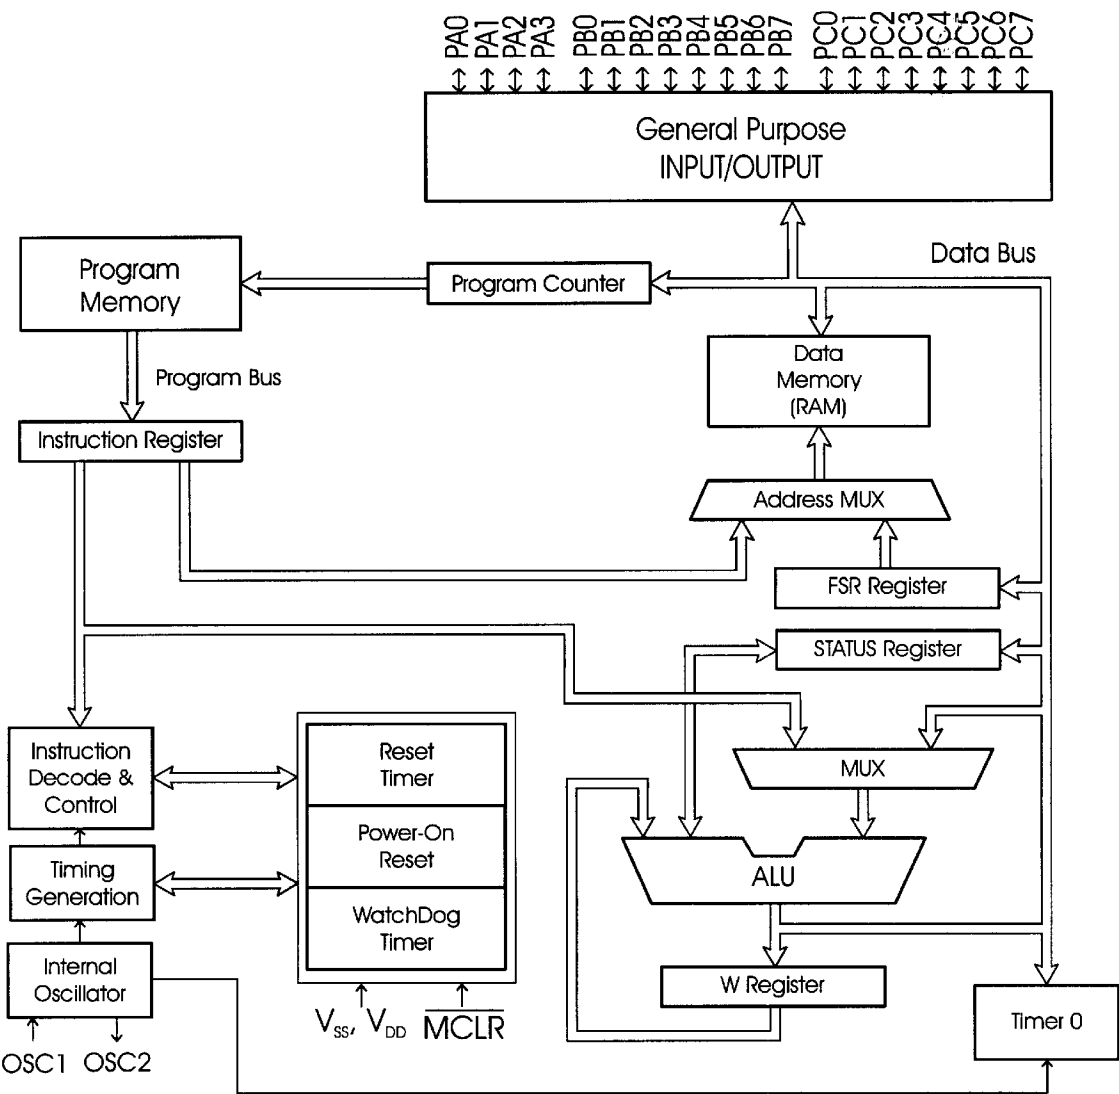 PA0 PA1 PA2 PA3 PB0 PB1 PB2 PB3 PB4 PB5 PB6 PB7 PC0 PC1 PC2 PC3 PC4 PC5 PC6 PC7
General Purpose
INPUT/OUTPUT
Data Bus
Program
Memory
Program Counter
Program Bus
Data
Memory
(RAM)
Instruction Register
Address MUX
FSR Register
STATUS Register
Instruction
Decode &
Control
Reset
Timer
MUX
Power-On
Reset
Timing
Generation
ALU
WatchDog
Timer
Internal
Oscillator
W Register
Timer 0
VSS, VDD MCLR
OSC1 OSC2